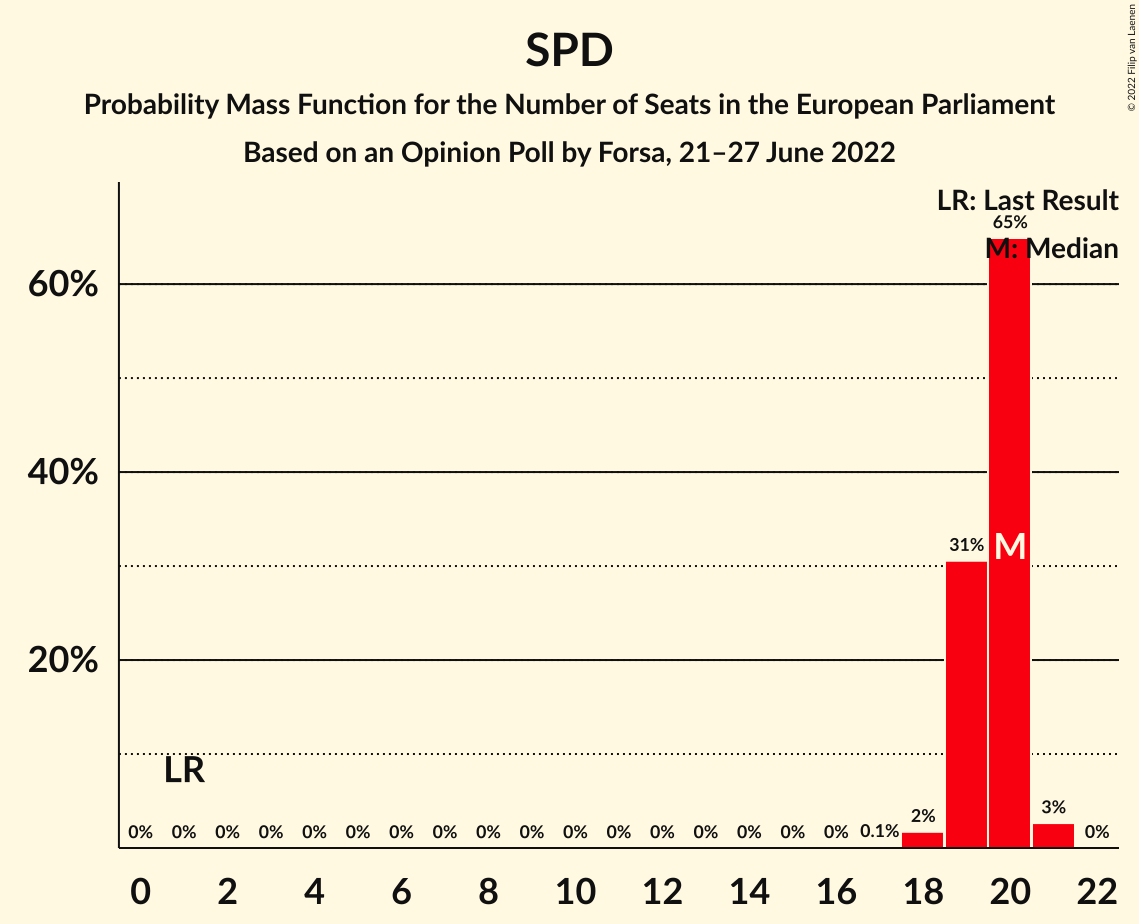 SPD
Probability Mass Function for the Number of Seats in the European Parliament
Based on an Opinion Poll by Forsa, 21–27 June 2022
© 2022 Filip van Laenen
LR: Last Result
65%
M: Median
60%
40%
31%
M
20%
LR
0% 0% 0% 0% 0% 0% 0% 0% 0% 0% 0% 0% 0% 0% 0% 0% 0% 0.1% 2% 3% 0%
0 2 4 6 8 10 12 14 16 18 20 22